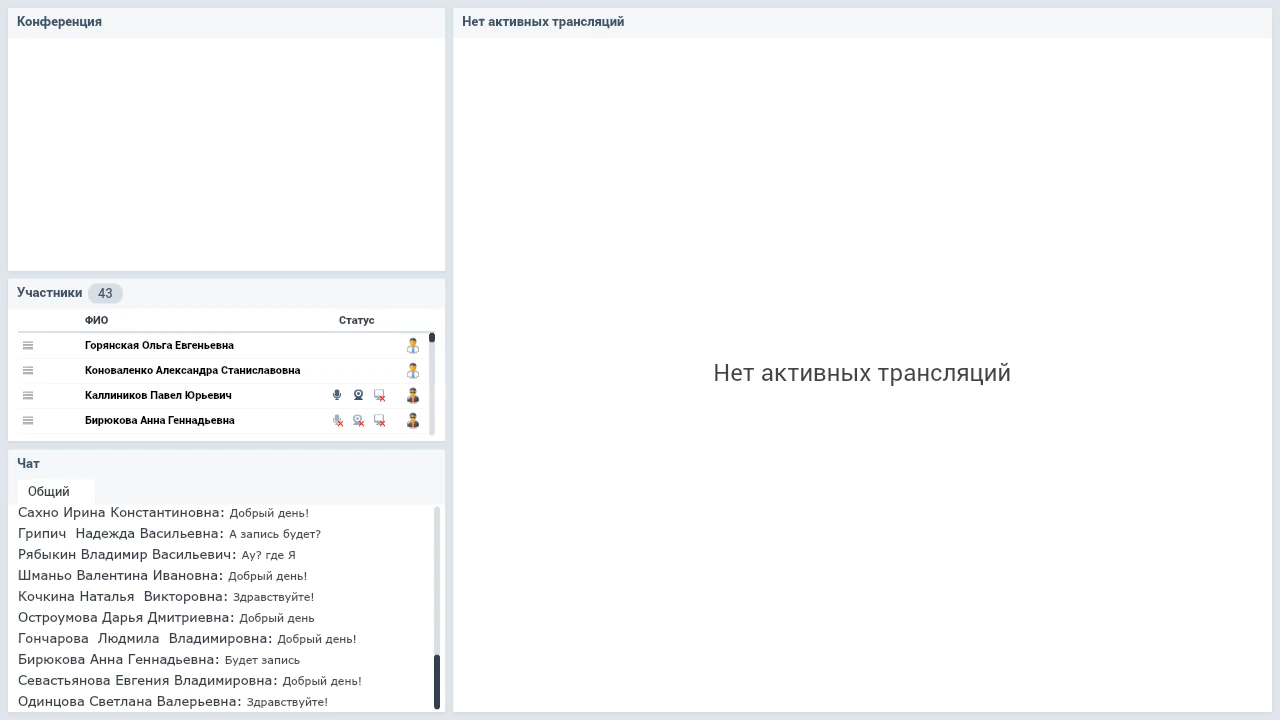 Конференция
Участники 43
ФИО Статус
Горянская Ольга Евгеньевна
Коноваленко Александра Станиславовна
Каллиников Павел Юрьевич
Бирюкова Анна Геннадьевна
Чат
Общий
Сахно Ирина Константиновна: Добрый день!
Грипич  Надежда Васильевна: А запись будет?
Рябыкин Владимир Васильевич: Ау? где Я
Шманьо Валентина Ивановна: Добрый день!
Кочкина Наталья  Викторовна: Здравствуйте!
Остроумова Дарья Дмитриевна: Добрый день
Гончарова  Людмила  Владимировна: Добрый день!
Бирюкова Анна Геннадьевна: Будет запись
Севастьянова Евгения Владимировна: Добрый день!
Одинцова Светлана Валерьевна: Здравствуйте!
Нет активных трансляций
Нет активных трансляций